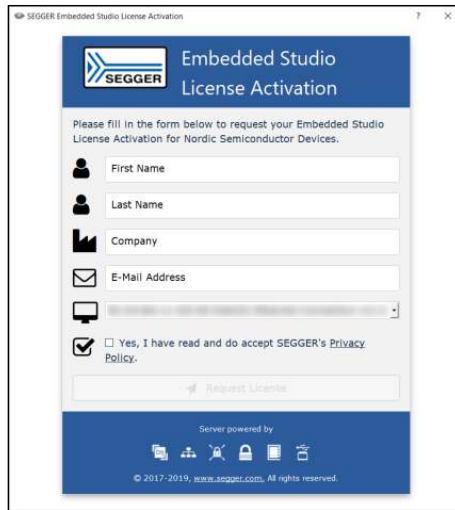 SEGGER Embedded Studio License Activation
? ×
SEGGER
Embedded Studio
License Activation
Please fill in the form below to request your Embedded Studio
License Activation for Nordic Semiconductor Devices.
First Name
Last Name
Company
E-Mail Address
Yes, I have read and do accept SEGGER's Privacy
Policy.
Request License
Server powered by
© 2017-2019, www.segger.com, All rights reserved.